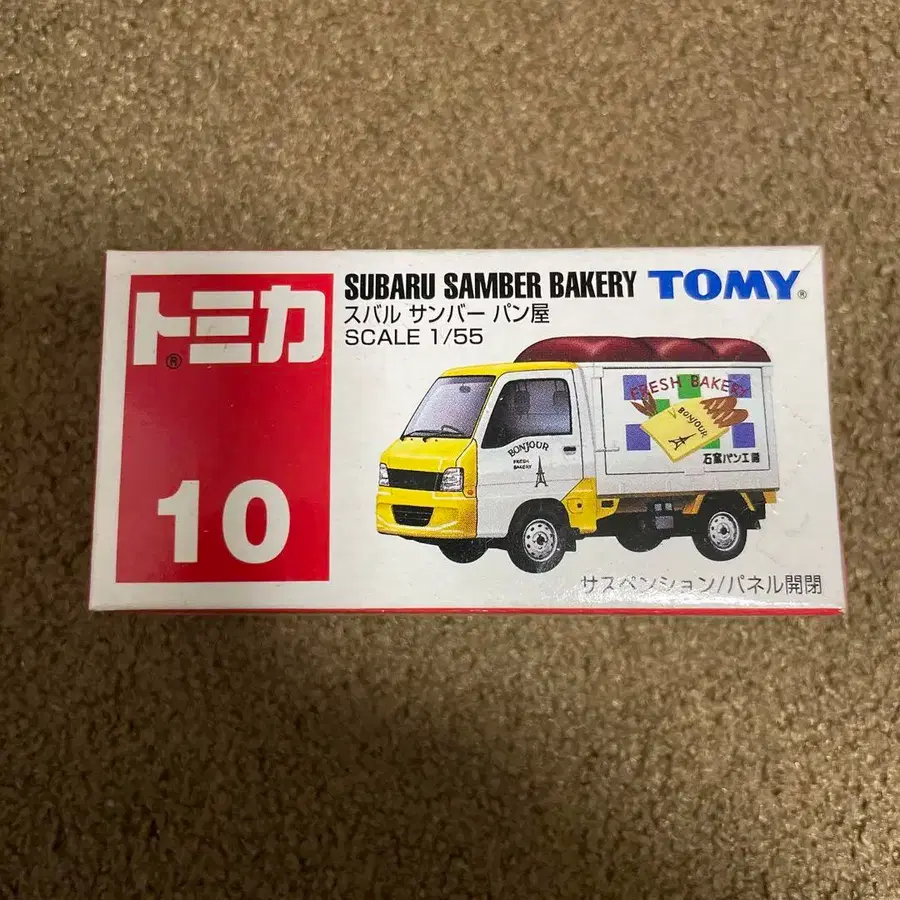 トミカ®
10
SUBARU SAMBER BAKERY TOMY®
スバル サンバー パン屋
SCALE 1/55
FRESH BAKERY
BONJOUR
石窯パン工房
BONJOUR
FRESH
BAKERY
サスペンション/パネル開閉